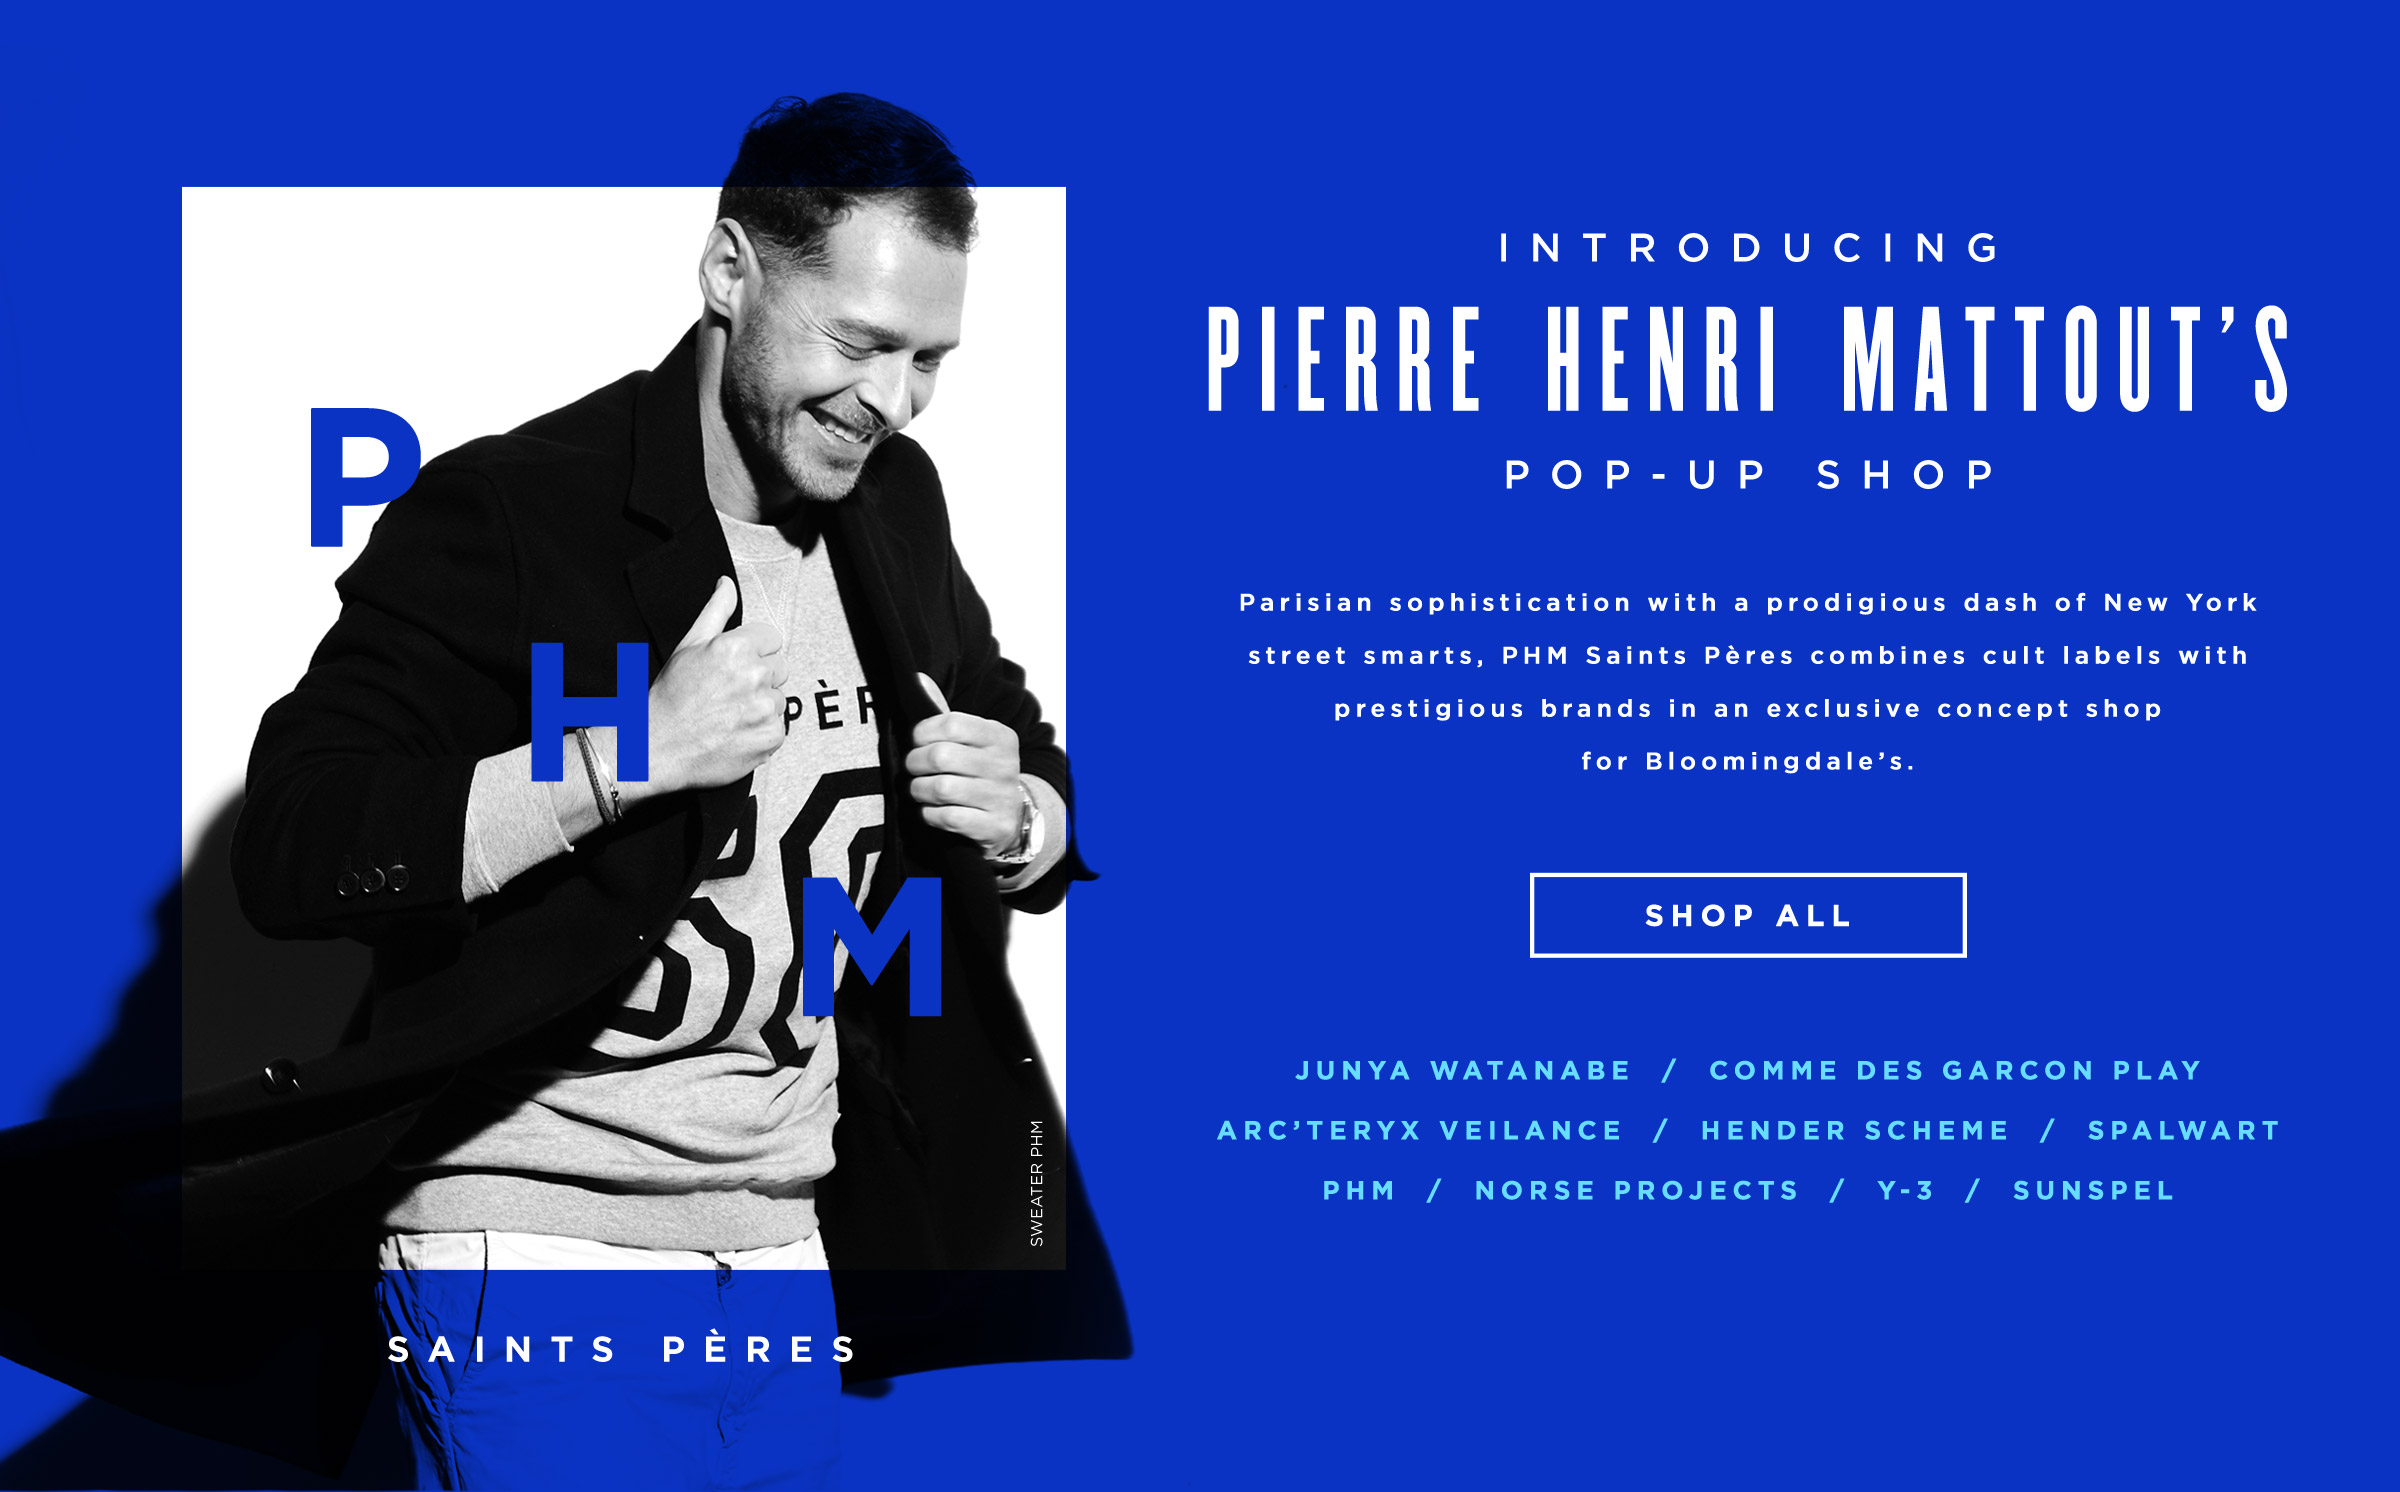 INTRODUCING
PIERRE HENRI MATTOUT’S
POP-UP SHOP
Parisian sophistication with a prodigious dash of New York
street smarts, PHM Saints Pères combines cult labels with
prestigious brands in an exclusive concept shop
for Bloomingdale’s.
SHOP ALL
JUNYA WATANABE / COMME DES GARCON PLAY
ARC’TERYX VEILANCE / HENDER SCHEME / SPALWART
PHM / NORSE PROJECTS / Y-3 / SUNSPEL
P
H
M
SWEATER PHM
SAINTS PÈRES